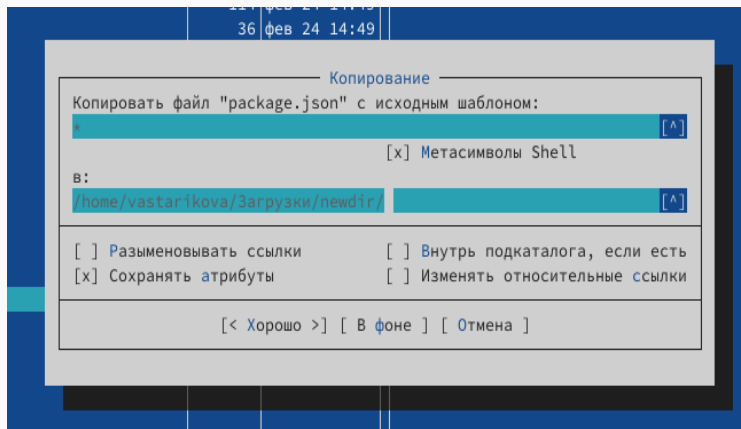 36 фев 24 14:49
Копирование
Копировать файл "package.json" с исходным шаблоном:
* [^]
[x] Метасимволы Shell
в:
/home/vastarikova/Загрузки/newdir/ [^]
[ ] Разыменовывать ссылки [ ] Внутрь подкаталога, если есть
[x] Сохранять атрибуты [ ] Изменять относительные ссылки
[< Хорошо >] [ В фоне ] [ Отмена ]